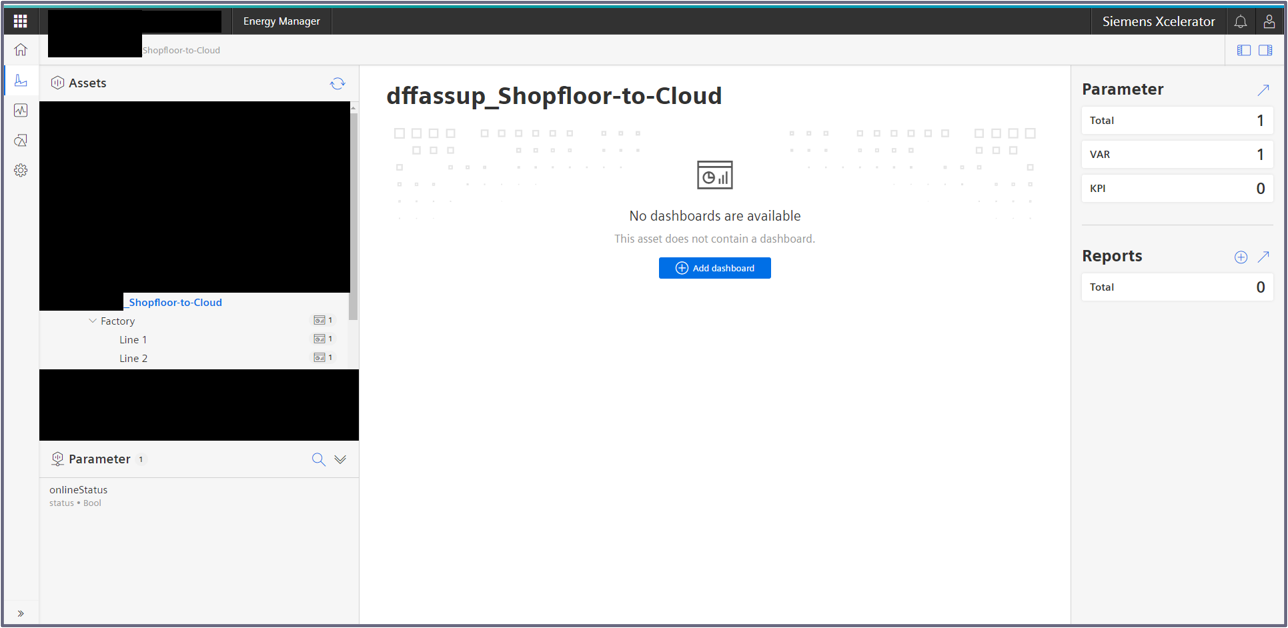 Energy Manager
Siemens Xcelerator
Shopfloor-to-Cloud
Assets
_Shopfloor-to-Cloud
Factory 1
Line 1 1
Line 2 1
Parameter 1
onlineStatus
status • Bool
dffassup_Shopfloor-to-Cloud
No dashboards are available
This asset does not contain a dashboard.
Add dashboard
Parameter
Total 1
VAR 1
KPI 0
Reports
Total 0